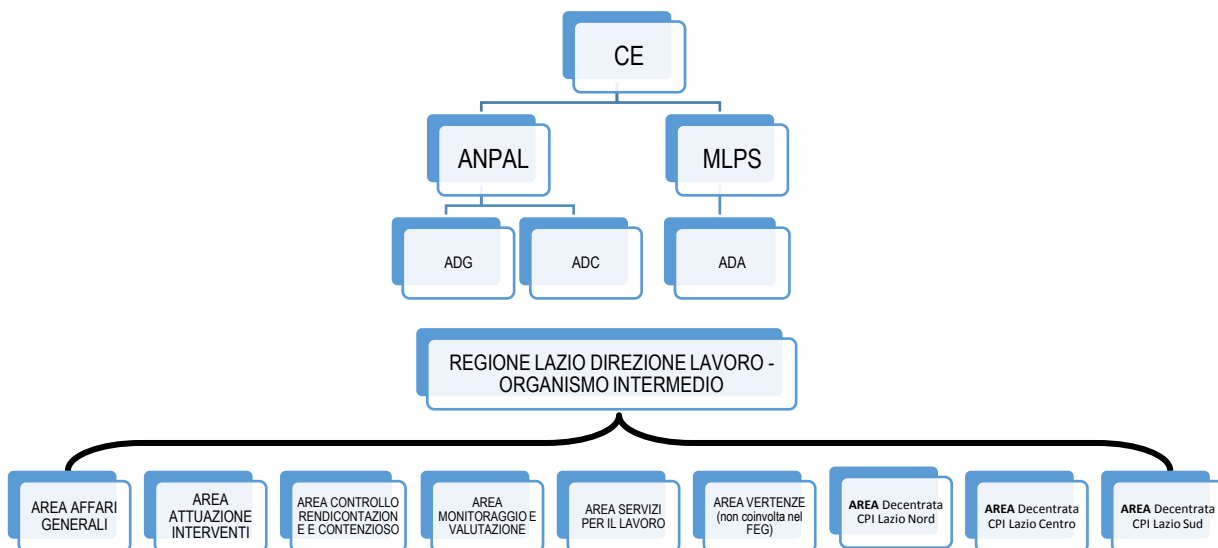 CE
ANPAL
MLPS
ADG
ADC
ADA
REGIONE LAZIO DIREZIONE LAVORO -
ORGANISMO INTERMEDIO
AREA AFFARI
GENERALI
AREA
ATTUAZIONE
INTERVENTI
AREA CONTROLLO
RENDICONTAZION
E E CONTENZIOSO
AREA
MONITORAGGIO E
VALUTAZIONE
AREA SERVIZI
PER IL LAVORO
AREA VERTENZE
(non coinvolta nel
FEG)
AREA Decentrata
CPI Lazio Nord
AREA Decentrata
CPI Lazio Centro
AREA Decentrata
CPI Lazio Sud